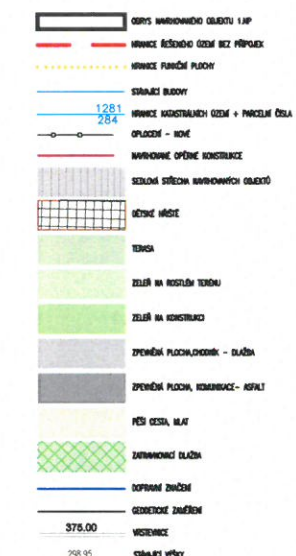 OBRYS NAVRHOVANÉHO OBJEKTU 1.NP
HRANICE ŘEŠENÉHO ÚZEMÍ BEZ PŘÍPOJEK
HRANICE FUNKČNÍ PLOCHY
STÁVAJÍCÍ BUDOVY
1281
284
HRANICE KATASTRÁLNÍCH ÚZEMÍ + PARCELNÍ ČÍSLA
OPLOCENÍ - NOVÉ
NAVRHOVANÉ OPĚRNÉ KONSTRUKCE
SEDLOVÁ STŘECHA NAVRHOVANÝCH OBJEKTŮ
DĚTSKÉ HŘIŠTĚ
TERASA
ZELEŇ NA ROSTLÉM TERÉNU
ZELEŇ NA KONSTRUKCI
ZPEVNĚNÁ PLOCHA,CHODNÍK - DLAŽBA
ZPEVNĚNÁ PLOCHA, KOMUNIKACE- ASFALT
PĚŠÍ CESTA, MLAT
ZATRAVNOVACÍ DLAŽBA
DOPRAVNÍ ZNAČENÍ
GEODETICKÉ ZAMĚŘENÍ
375.00 VRSTEVNICE
298.95 STÁVAJÍCÍ VÝŠKY